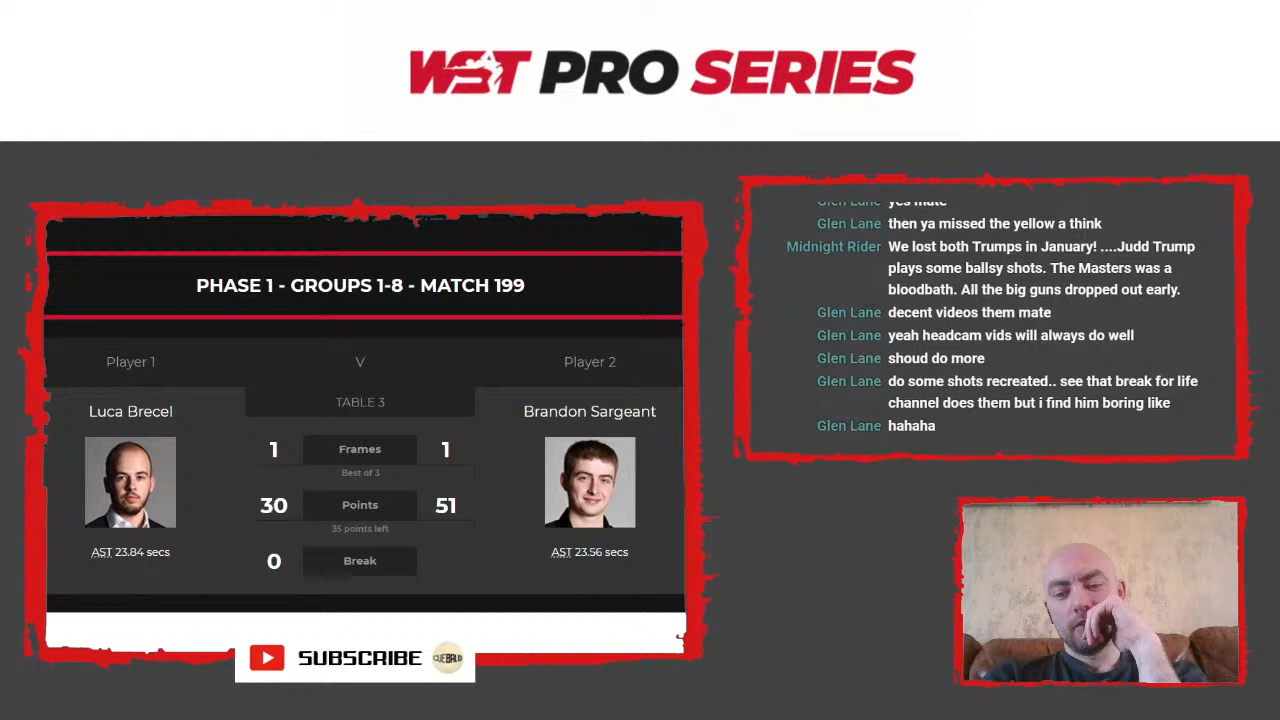 WST PRO SERIES
PHASE 1 - GROUPS 1-8 - MATCH 199
Player 1
V
Player 2
TABLE 3
Luca Brecel
Brandon Sargeant
1 Frames 1
Best of 3
30 Points 51
35 points left
0 Break
AST 23.84 secs
AST 23.56 secs
SUBSCRIBE
CUEBALD
Glen Lane yes mate
Glen Lane then ya missed the yellow a think
Midnight Rider We lost both Trumps in January! ....Judd Trump
plays some ballsy shots. The Masters was a
bloodbath. All the big guns dropped out early.
Glen Lane decent videos them mate
Glen Lane yeah headcam vids will always do well
Glen Lane shoud do more
Glen Lane do some shots recreated.. see that break for life
channel does them but i find him boring like
Glen Lane hahaha